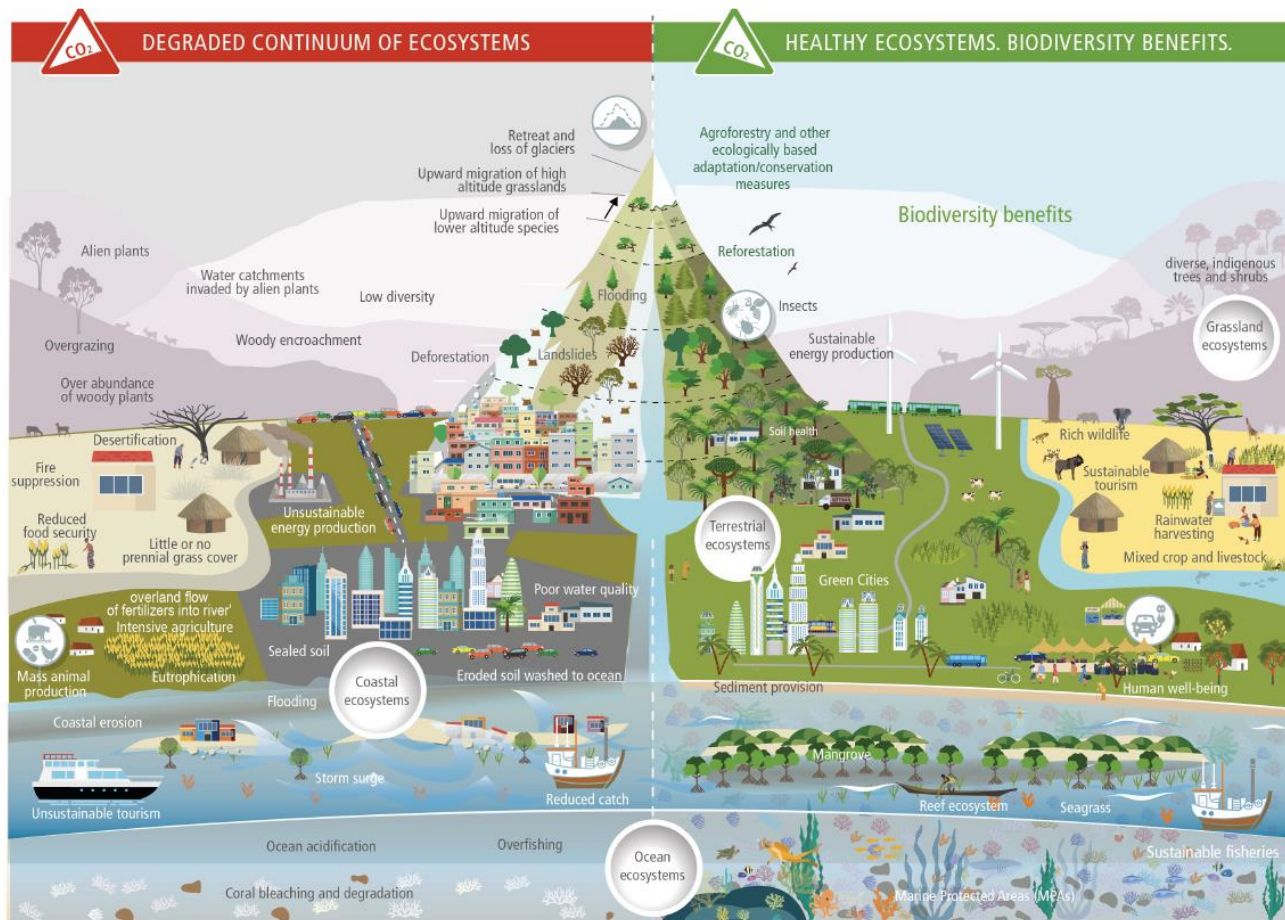 CO₂
DEGRADED CONTINUUM OF ECOSYSTEMS
CO₂
HEALTHY ECOSYSTEMS. BIODIVERSITY BENEFITS.
Retreat and
loss of glaciers
Upward migration of high
altitude grasslands
Upward migration of
lower altitude species
Alien plants
Water catchments
invaded by alien plants
Low diversity
Flooding
Overgrazing
Woody encroachment
Deforestation
Landslides
Over abundance
of woody plants
Desertification
Fire
suppression
Reduced
food security
Little or no
prennial grass cover
Unsustainable
energy production
overland flow
of fertilizers into river'
Intensive agriculture
Eutrophication
Mass animal
production
Poor water quality
Sealed soil
Eroded soil washed to ocean
Coastal
ecosystems
Flooding
Coastal erosion
Storm surge
Unsustainable tourism
Reduced catch
Ocean acidification
Overfishing
Coral bleaching and degradation
Ocean
ecosystems
Agroforestry and other
ecologically based
adaptation/conservation
measures
Biodiversity benefits
Reforestation
Insects
Sustainable
energy production
diverse, indigenous
trees and shrubs
Grassland
ecosystems
Soil health
Rich wildlife
Sustainable
tourism
Rainwater
harvesting
Mixed crop and livestock
Terrestrial
ecosystems
Green Cities
Human well-being
Sediment provision
Mangrove
Reef ecosystem
Seagrass
Sustainable fisheries
Marine Protected Areas (MPAs)